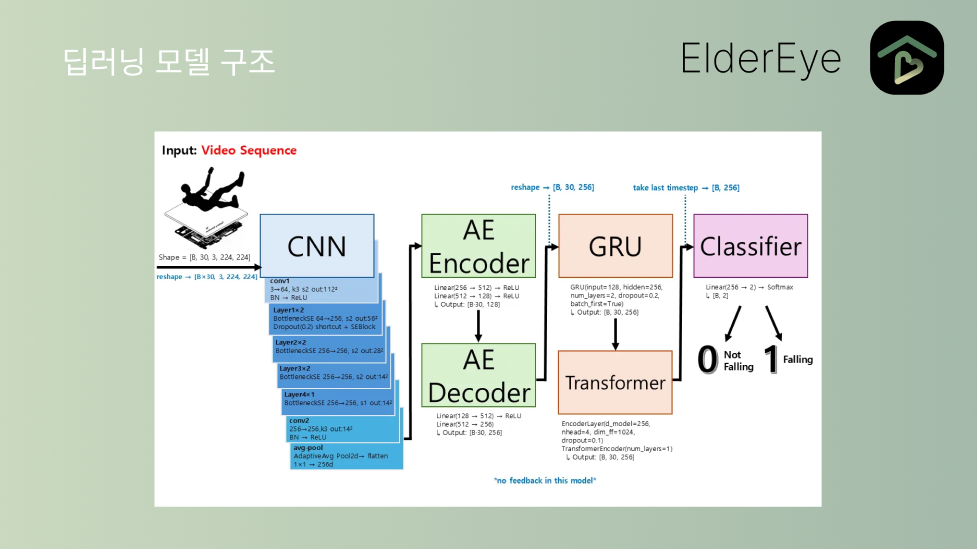 딥러닝 모델 구조
ElderEye
Input: Video Sequence
reshape → [B, 30, 256]
take last timestep → [B, 256]
Shape = [B, 30, 3, 224, 224]
reshape → [B×30, 3, 224, 224]
CNN
conv1
3→64, k3 s2 out:112²
BN → ReLU
Layer1×2
BottleneckSE 64→256, s2 out:56²
Dropout(0.2) shortcut + SEBlock
Layer2×2
BottleneckSE 256→256, s2 out:28²
Layer3×2
BottleneckSE 256→256, s2 out:14²
Layer4×1
BottleneckSE 256→256, s1 out:14²
conv2
256→256,k3 out:14²
BN → ReLU
avg-pool
AdaptiveAvg Pool2d→ flatten
1×1 → 256d
AE
Encoder
Linear(256 → 512) → ReLU
Linear(512 → 128) → ReLU
↳ Output: [B·30, 128]
AE
Decoder
Linear(128 → 512) → ReLU
Linear(512 → 256)
↳ Output: [B·30, 256]
GRU
GRU(input=128, hidden=256,
num_layers=2, dropout=0.2,
batch_first=True)
↳ Output: [B, 30, 256]
Transformer
EncoderLayer(d_model=256,
nhead=4, dim_ff=1024,
dropout=0.1)
TransformerEncoder(num_layers=1)
↳ Output: [B, 30, 256]
Classifier
Linear(256 → 2) → Softmax
↳ [B, 2]
0 Not
Falling
1 Falling
*no feedback in this model*